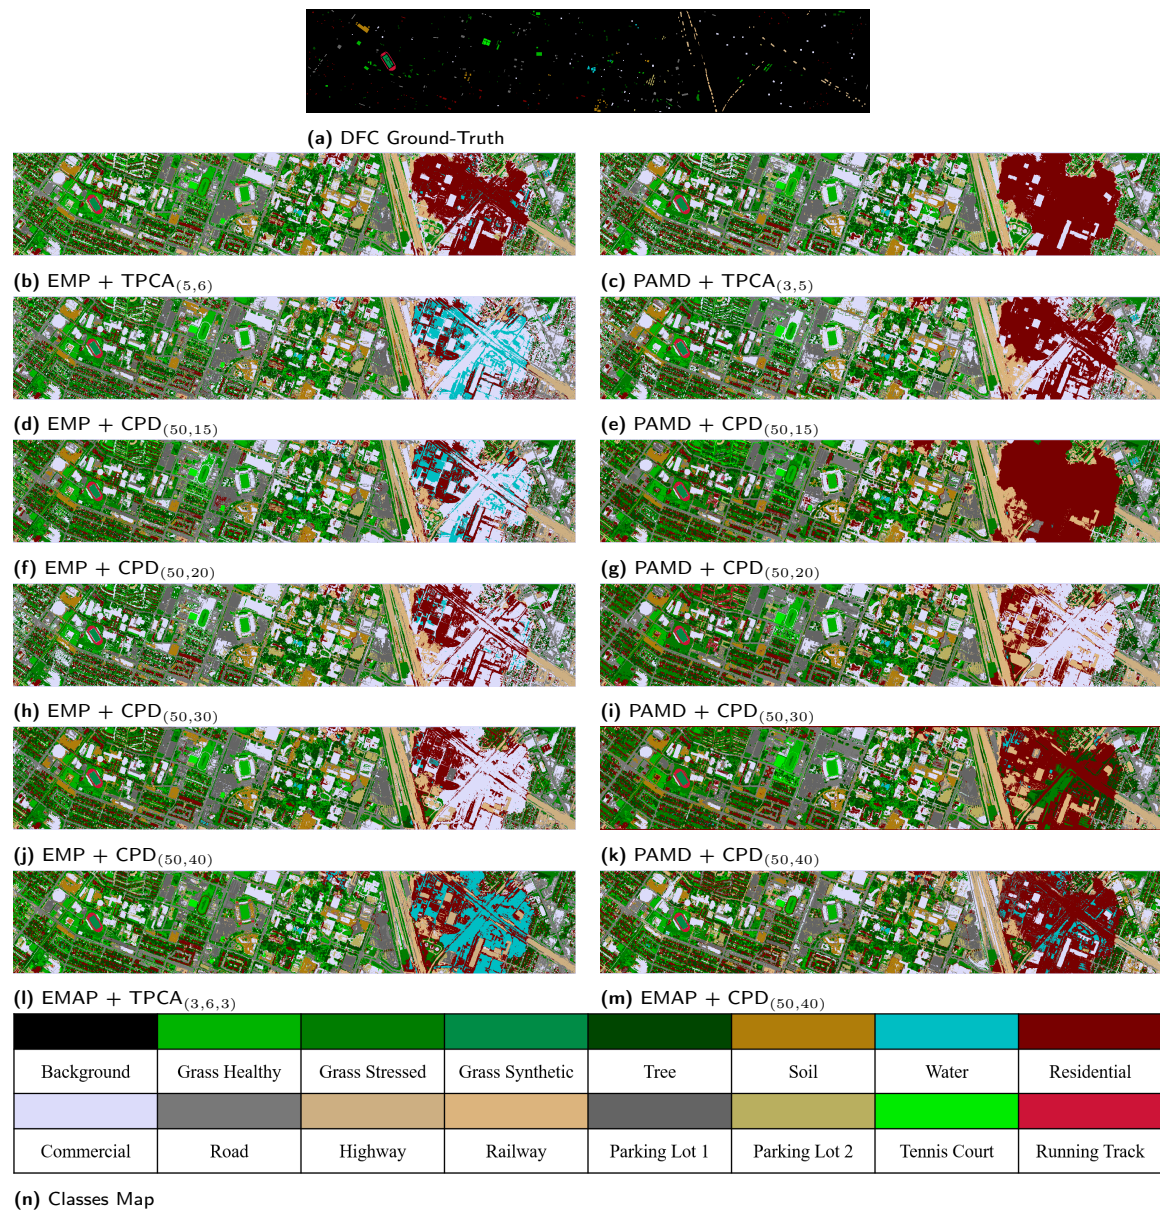 (a) DFC Ground-Truth
(b) EMP + TPCA(5,6)
(c) PAMD + TPCA(3,5)
(d) EMP + CPD(50,15)
(e) PAMD + CPD(50,15)
(f) EMP + CPD(50,20)
(g) PAMD + CPD(50,20)
(h) EMP + CPD(50,30)
(i) PAMD + CPD(50,30)
(j) EMP + CPD(50,40)
(k) PAMD + CPD(50,40)
(l) EMAP + TPCA(3,6,3)
(m) EMAP + CPD(50,40)
Background Grass Healthy Grass Stressed Grass Synthetic Tree Soil Water Residential
Commercial Road Highway Railway Parking Lot 1 Parking Lot 2 Tennis Court Running Track
(n) Classes Map